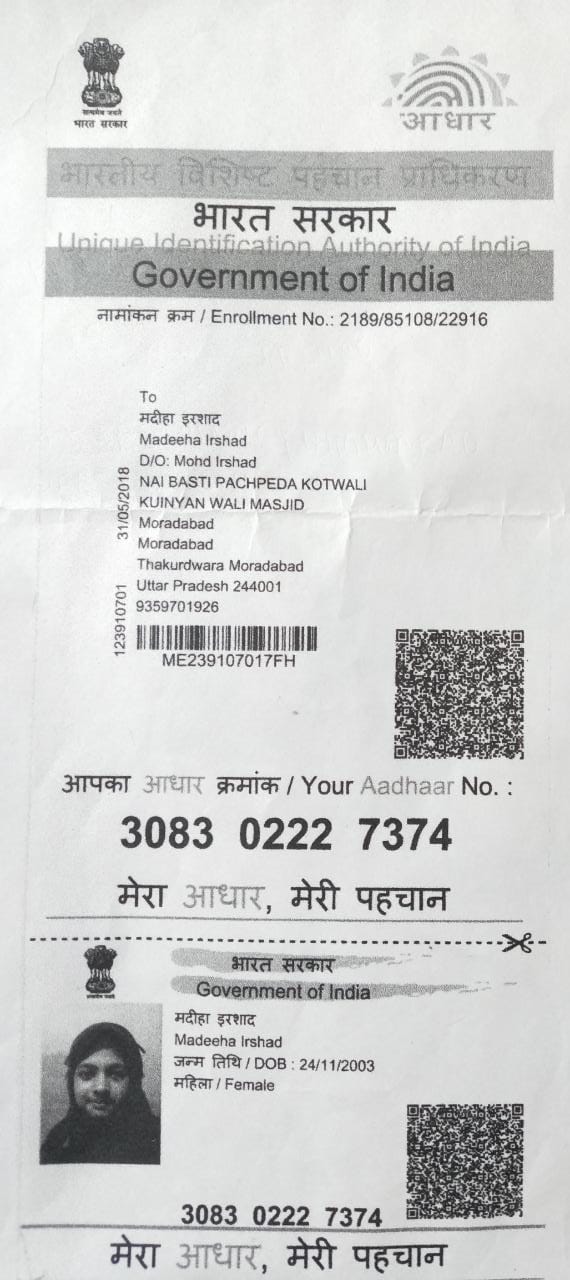 सत्यमेव जयते
भारत सरकार
आधार
भारतीय विशिष्ट पहचान प्राधिकरण
भारत सरकार
Unique Identification Authority of India
Government of India
नामांकन क्रम / Enrollment No.: 2189/85108/22916
To
मदीहा इरशाद
Madeeha Irshad
D/O: Mohd Irshad
NAI BASTI PACHPEDA KOTWALI
KUINYAN WALI MASJID
Moradabad
Moradabad
Thakurdwara Moradabad
Uttar Pradesh 244001
9359701926
31/05/2018
123910701
ME239107017FH
आपका आधार क्रमांक / Your Aadhaar No. :
3083 0222 7374
मेरा आधार, मेरी पहचान
भारत सरकार
Government of India
मदीहा इरशाद
Madeeha Irshad
जन्म तिथि / DOB : 24/11/2003
महिला / Female
3083 0222 7374
मेरा आधार, मेरी पहचान